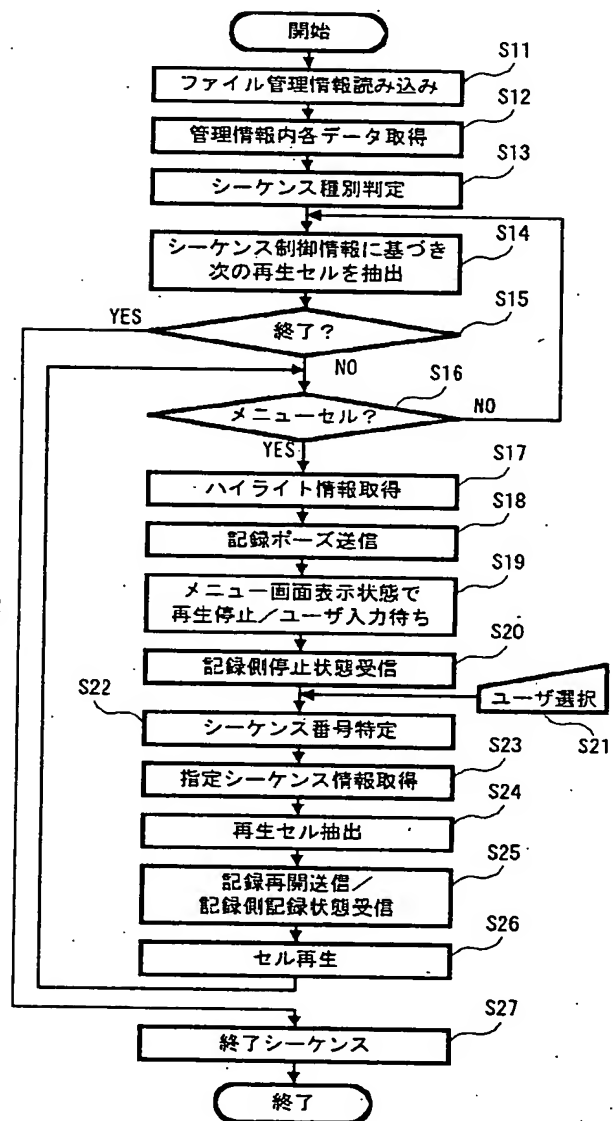 開始
S11
ファイル管理情報読み込み
S12
管理情報内各データ取得
S13
シーケンス種別判定
S14
シーケンス制御情報に基づき
次の再生セルを抽出
YES
S15
終了?
NO
S16
メニューセル?
NO
YES
S17
ハイライト情報取得
S18
記録ポーズ送信
S19
メニュー画面表示状態で
再生停止/ユーザ入力待ち
S20
記録側停止状態受信
S22
ユーザ選択
S21
シーケンス番号特定
S23
指定シーケンス情報取得
S24
再生セル抽出
S25
記録再開送信/
記録側記録状態受信
S26
セル再生
S27
終了シーケンス
終了